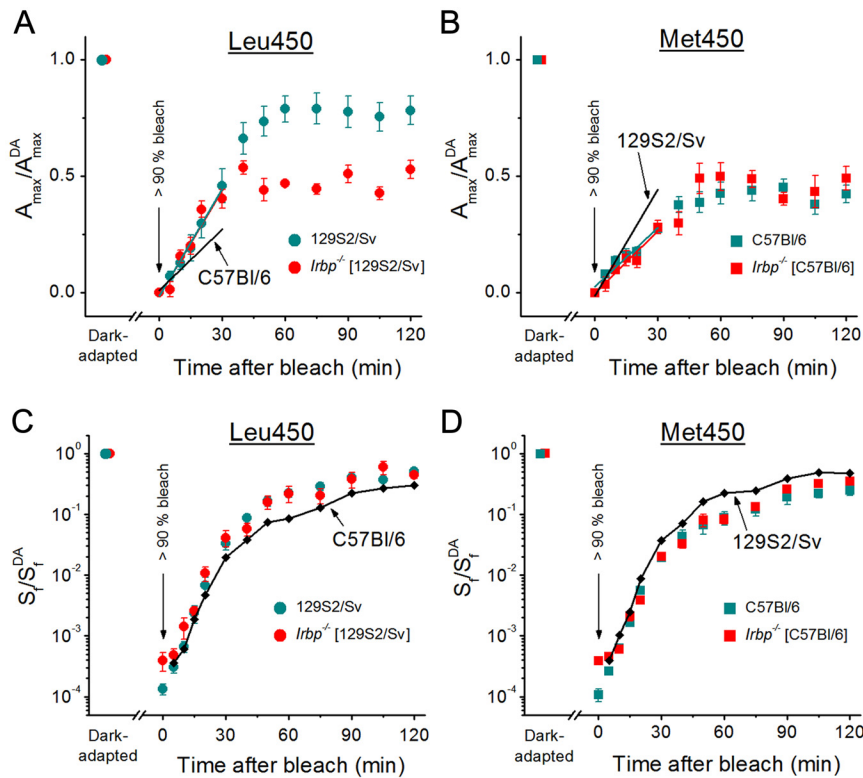 A
Leu450
A_max/A_max^DA
1.0
0.5
0.0
> 90 % bleach
C57Bl/6
129S2/Sv
Irbp-/- [129S2/Sv]
Dark-
adapted
0 30 60 90 120
Time after bleach (min)
B
Met450
A_max/A_max^DA
1.0
0.5
0.0
> 90 % bleach
129S2/Sv
C57Bl/6
Irbp-/- [C57Bl/6]
Dark-
adapted
0 30 60 90 120
Time after bleach (min)
C
Leu450
S_f/S_f^DA
10^0
10^-1
10^-2
10^-3
10^-4
> 90 % bleach
C57Bl/6
129S2/Sv
Irbp-/- [129S2/Sv]
Dark-
adapted
0 30 60 90 120
Time after bleach (min)
D
Met450
S_f/S_f^DA
10^0
10^-1
10^-2
10^-3
10^-4
> 90 % bleach
129S2/Sv
C57Bl/6
Irbp-/- [C57Bl/6]
Dark-
adapted
0 30 60 90 120
Time after bleach (min)